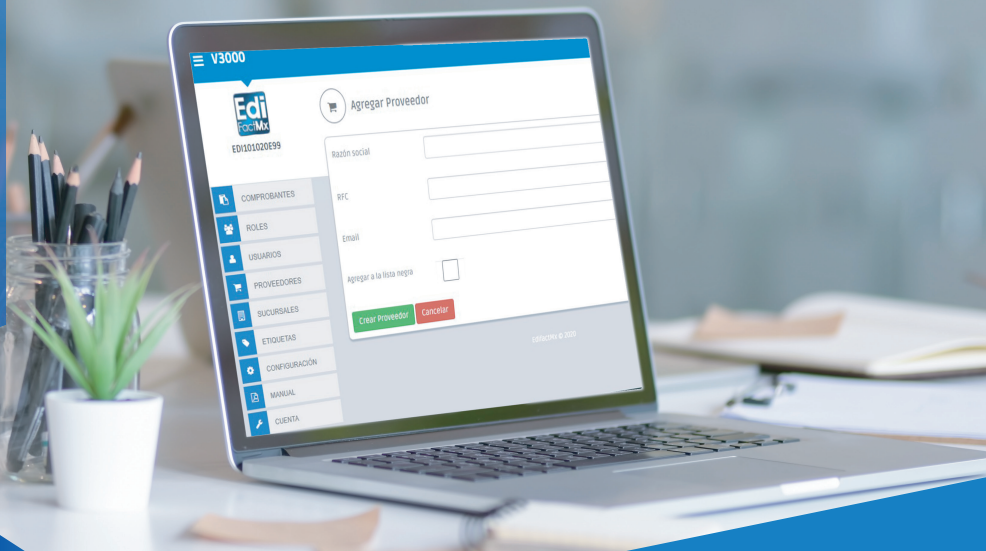 V3000
Edi
FactMx
EDI101020E99
COMPROBANTES
ROLES
USUARIOS
PROVEEDORES
SUCURSALES
ETIQUETAS
CONFIGURACIÓN
MANUAL
CUENTA
Agregar Proveedor
Razón social
RFC
Email
Agregar a la lista negra
Crear Proveedor
Cancelar